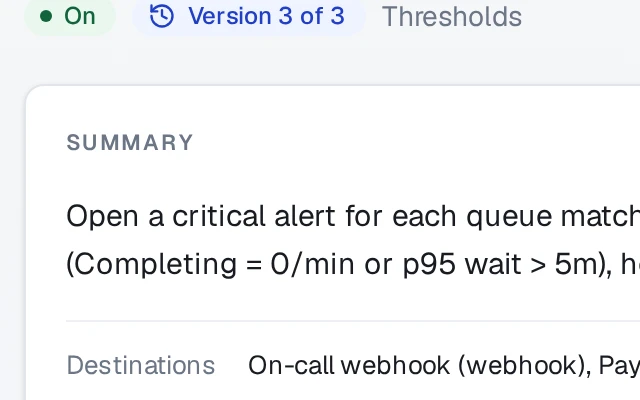 On Version 3 of 3 Thresholds
SUMMARY
Open a critical alert for each queue match
(Completing = 0/min or p95 wait > 5m), h
Destinations On-call webhook (webhook), Pay